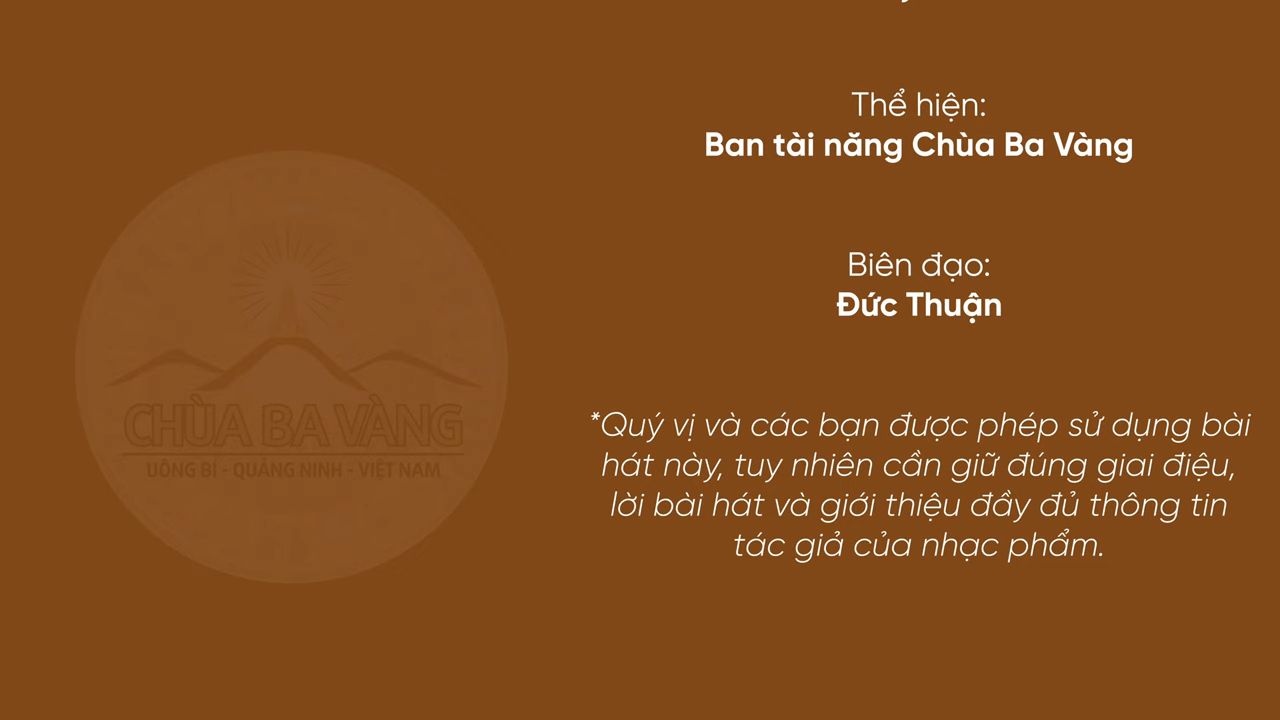 Thể hiện:
Ban tài năng Chùa Ba Vàng
Biên đạo:
Đức Thuận
*Quý vị và các bạn được phép sử dụng bài
hát này, tuy nhiên cần giữ đúng giai điệu,
lời bài hát và giới thiệu đầy đủ thông tin
tác giả của nhạc phẩm.
CHÙA BA VÀNG
UÔNG BÍ - QUẢNG NINH - VIỆT NAM